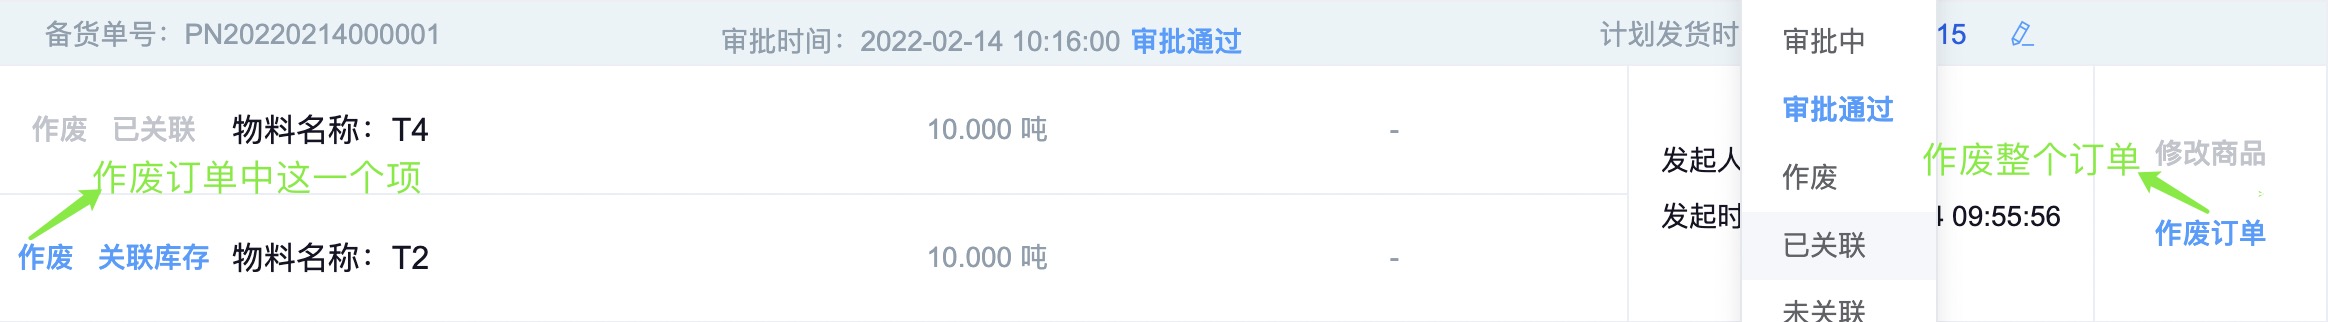 备货单号：PN20220214000001
审批时间：2022-02-14 10:16:00 审批通过
计划发货时
15
作废 已关联 物料名称：T4
10.000 吨
-
作废订单中这一个项
作废 关联库存 物料名称：T2
10.000 吨
-
发起人
发起时
09:55:56
审批中
审批通过
作废
已关联
未关联
作废整个订单
修改商品
作废订单